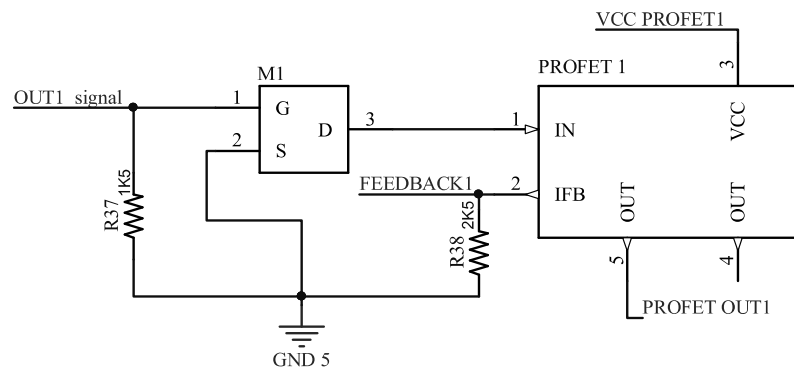 VCC PROFET1
M1
PROFET 1
3
OUT1 signal
1
G
D
3
1
IN
VCC
2
S
FEEDBACK1
2
IFB
OUT
OUT
R37
1K5
R38
2K5
5
4
PROFET OUT1
GND 5